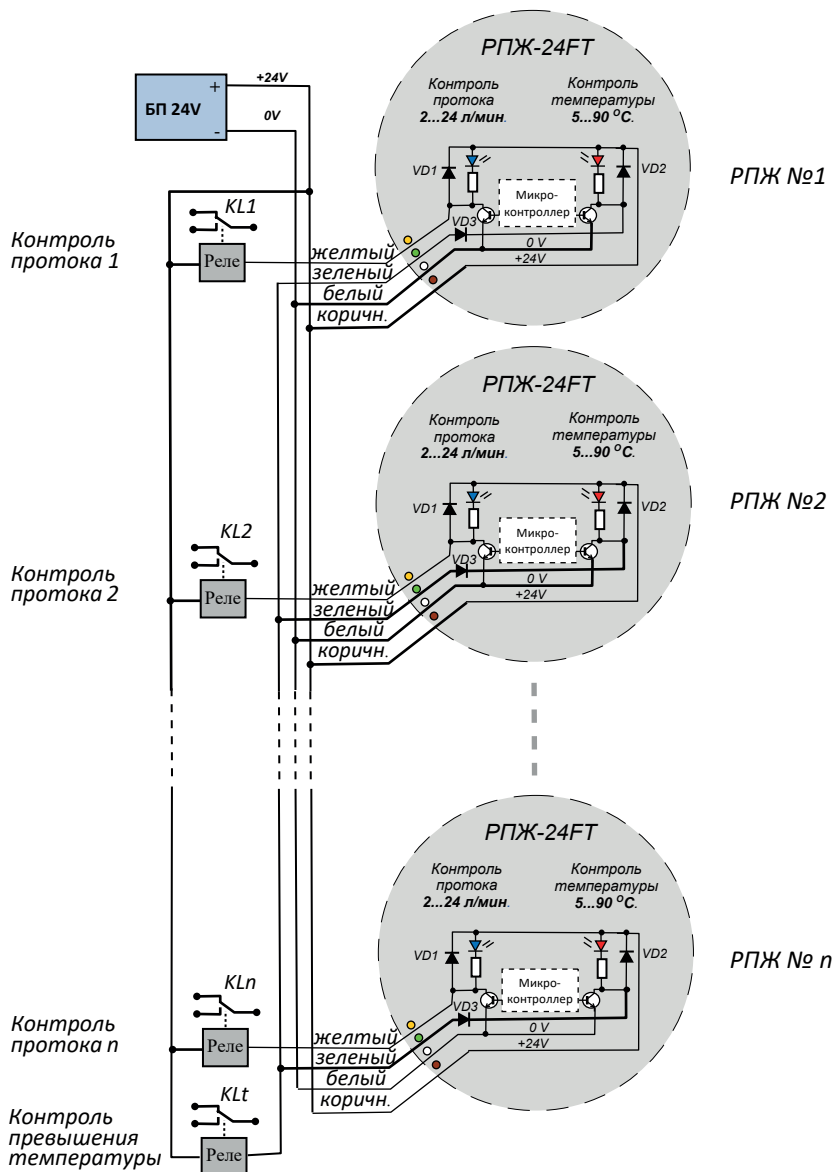 РПЖ-24FT
Контроль
протока
2...24 л/мин.
Контроль
температуры
5...90 °C.
+24V
+
БП 24V
-
0V
VD1
VD2
Микро-
контроллер
VD3
0 V
+24V
РПЖ №1
KL1
Контроль
протока 1
Реле
желтый
зеленый
белый
коричн.
РПЖ-24FT
Контроль
протока
2...24 л/мин.
Контроль
температуры
5...90 °C.
VD1
VD2
Микро-
контроллер
VD3
0 V
+24V
РПЖ №2
KL2
Контроль
протока 2
Реле
желтый
зеленый
белый
коричн.
РПЖ-24FT
Контроль
протока
2...24 л/мин.
Контроль
температуры
5...90 °C.
VD1
VD2
Микро-
контроллер
VD3
0 V
+24V
РПЖ № n
KLn
Контроль
протока n
Реле
желтый
зеленый
белый
коричн.
KLt
Контроль
превышения
температуры
Реле